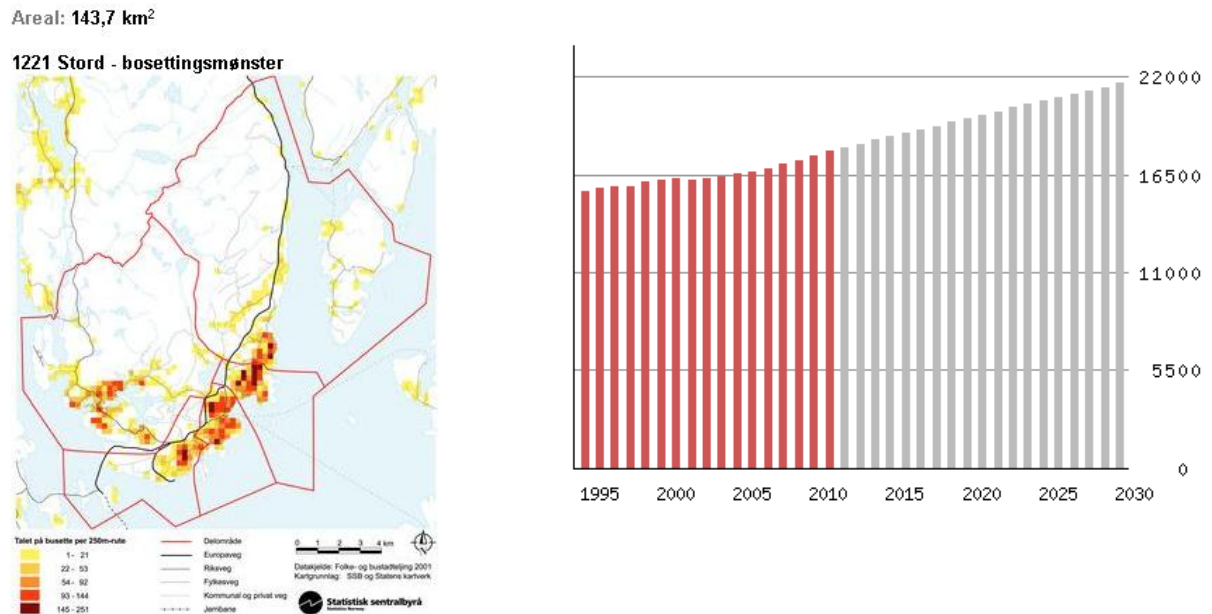 Areal: 143,7 km²
1221 Stord - bosettingsmønster
Talet på busette per 250m-rute
1 - 21
22 - 53
54 - 92
93 - 144
145 - 251
Delområde
Europaveg
Riksveg
Fylkesveg
Kommunal og privat veg
Jernbane
0 1 2 3 4 km
Datakjelde: Folke- og bustadteljing 2001
Kartgrunnlag: SSB og Statens kartverk
Statistisk sentralbyrå
Statistics Norway
22000
16500
11000
5500
0
1995 2000 2005 2010 2015 2020 2025 2030